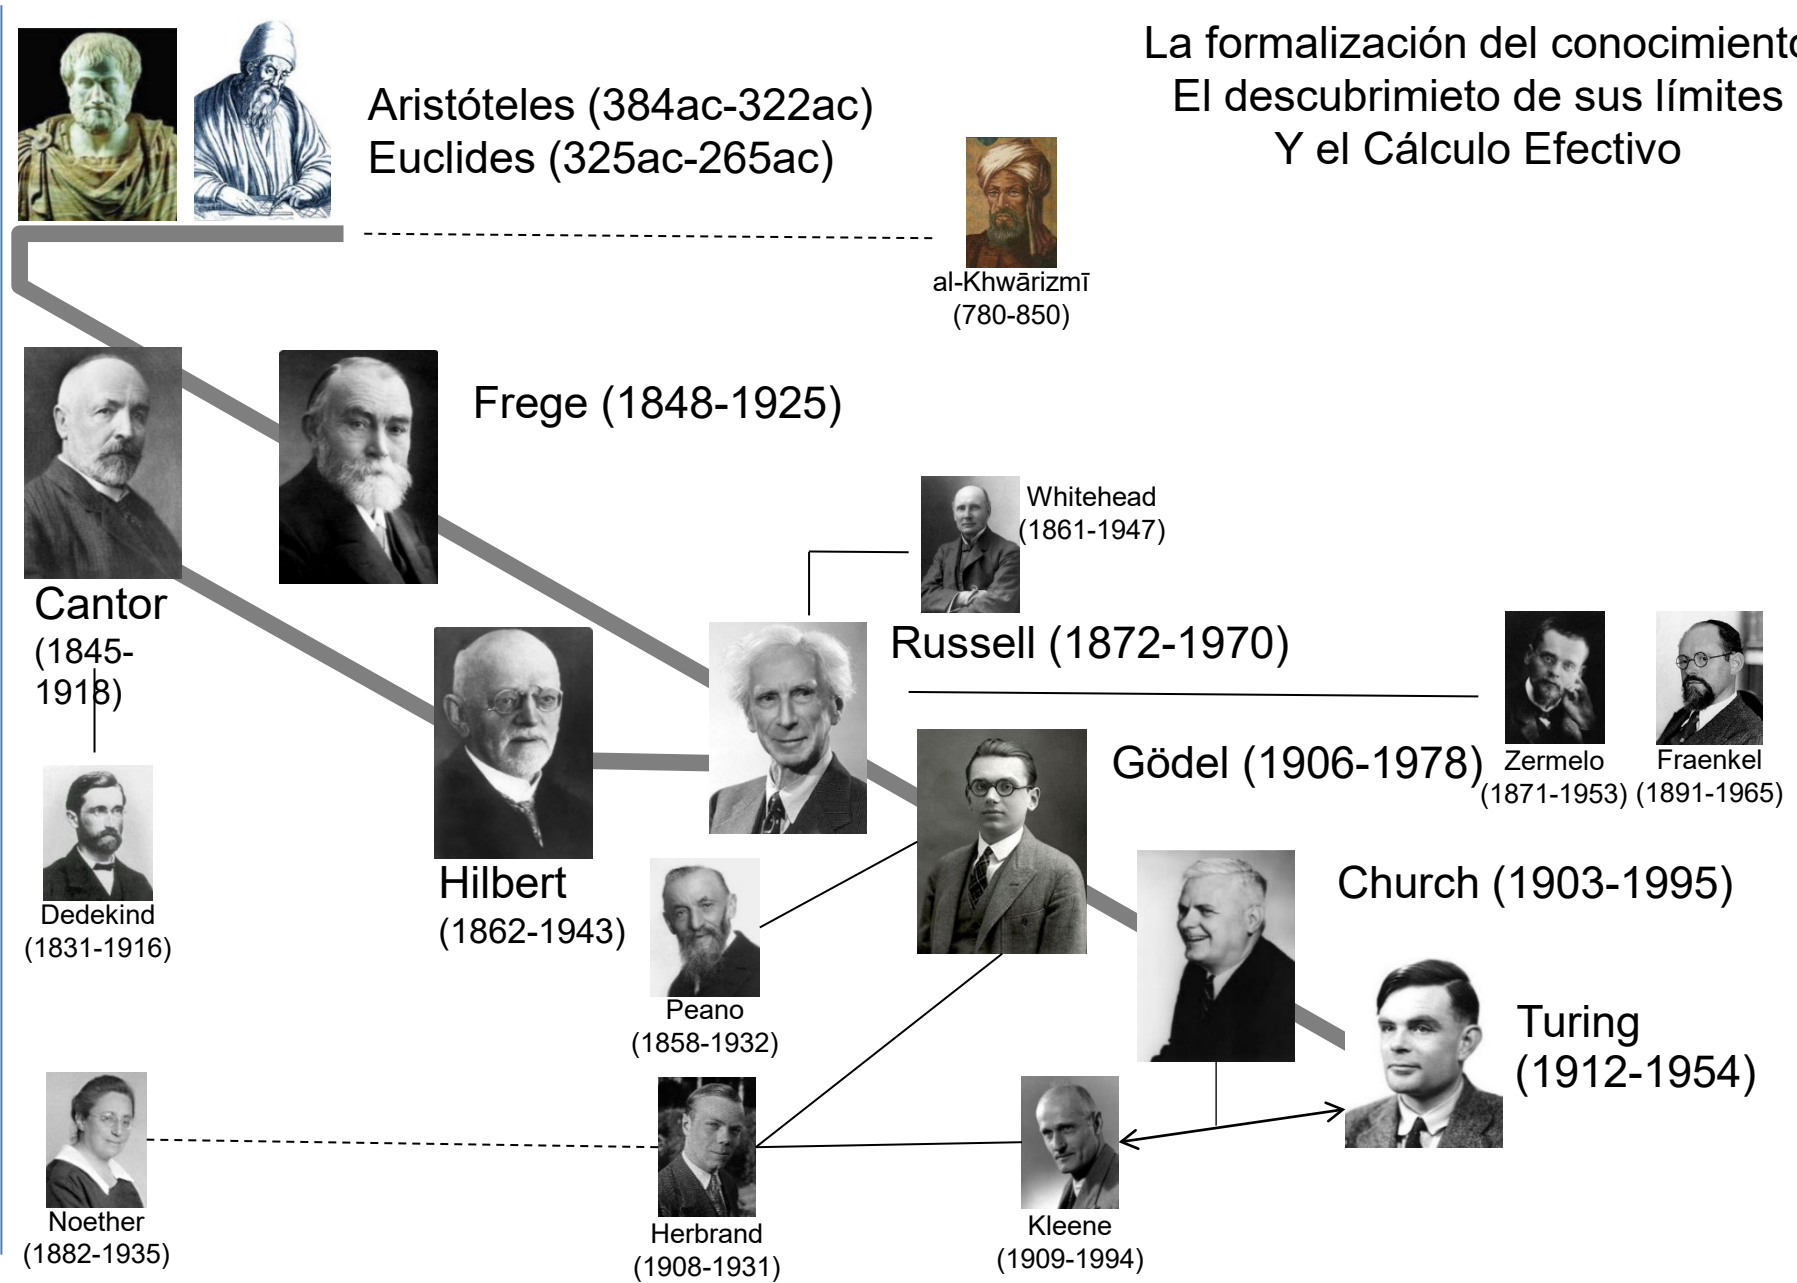 La formalización del conocimiento
El descubrimieto de sus límites
Y el Cálculo Efectivo
Aristóteles (384ac-322ac)
Euclides (325ac-265ac)
al-Khwārizmī
(780-850)
Frege (1848-1925)
Whitehead
(1861-1947)
Cantor
(1845-
1918)
Russell (1872-1970)
Gödel (1906-1978)
Zermelo
(1871-1953)
Fraenkel
(1891-1965)
Hilbert
(1862-1943)
Church (1903-1995)
Dedekind
(1831-1916)
Peano
(1858-1932)
Turing
(1912-1954)
Noether
(1882-1935)
Herbrand
(1908-1931)
Kleene
(1909-1994)